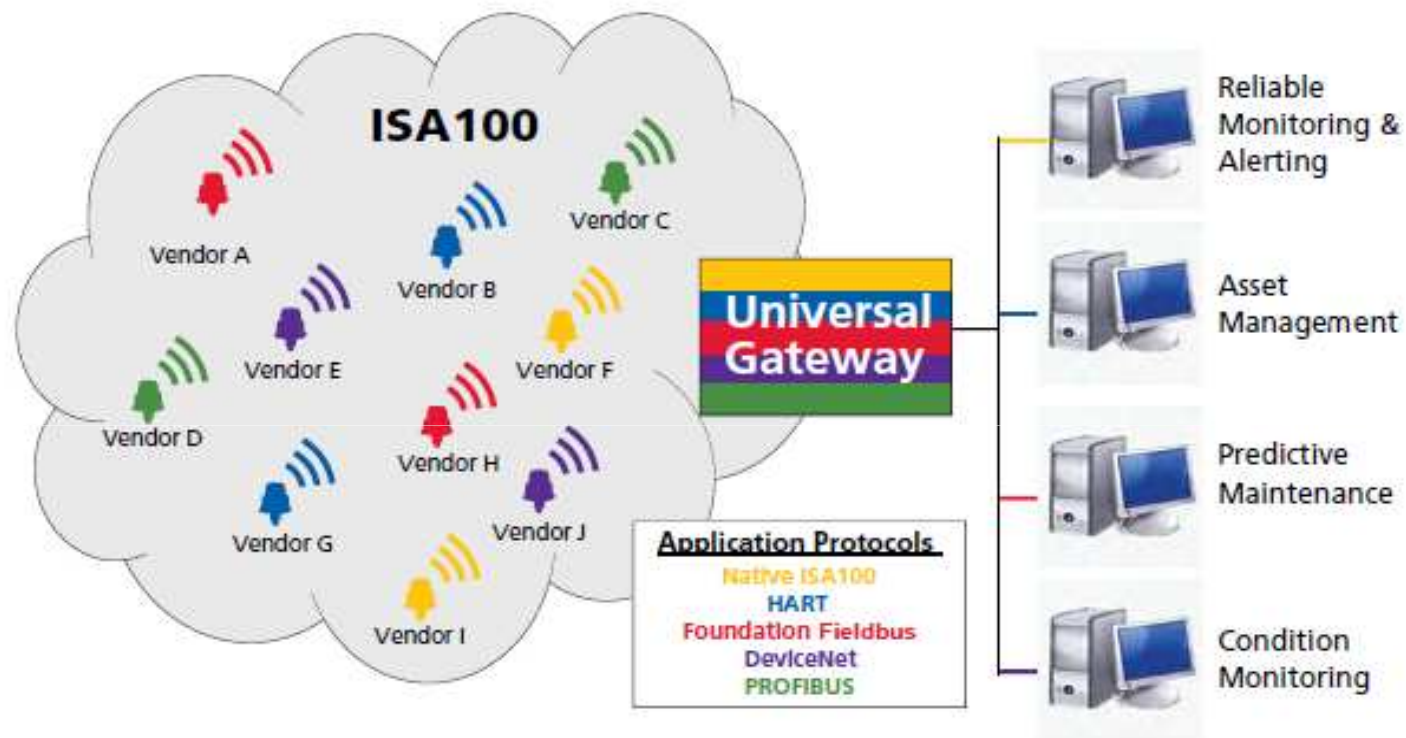 ISA100
Vendor A
Vendor B
Vendor C
Vendor E
Vendor F
Vendor D
Vendor H
Vendor G
Vendor J
Vendor I
Universal
Gateway
Application Protocols
Native ISA100
HART
Foundation Fieldbus
DeviceNet
PROFIBUS
Reliable
Monitoring &
Alerting
Asset
Management
Predictive
Maintenance
Condition
Monitoring